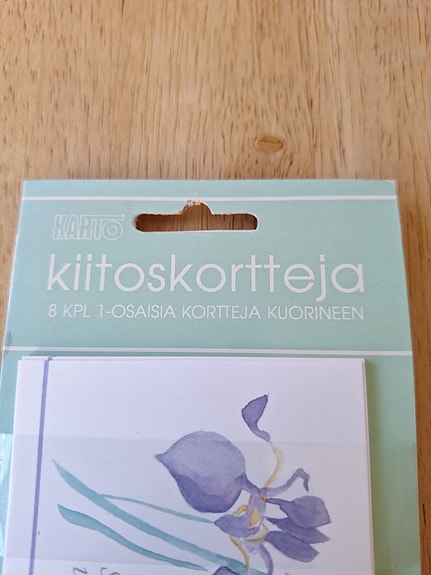 KARTO
kiitoskortteja
8 KPL 1-OSAISIA KORTTEJA KUORINEEN